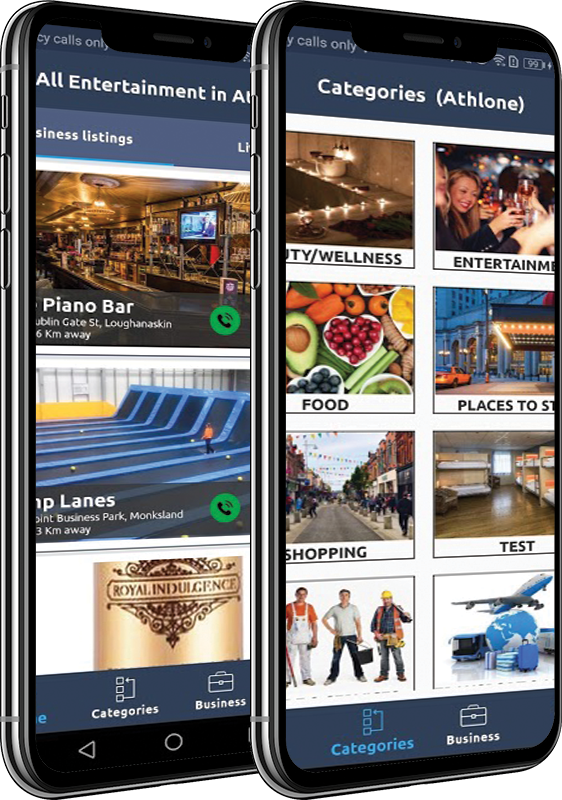 cy calls only
All Entertainment in At
siness listings
Li
Piano Bar
ublin Gate St, Loughanaskin
6 Km away
np Lanes
oint Business Park, Monksland
3 Km away
ROYAL INDULGENCE
Categories
Business
cy calls only
99
Categories (Athlone)
UTY/WELLNESS
ENTERTAINME
FOOD
PLACES TO ST
SHOPPING
TEST
Categories
Business